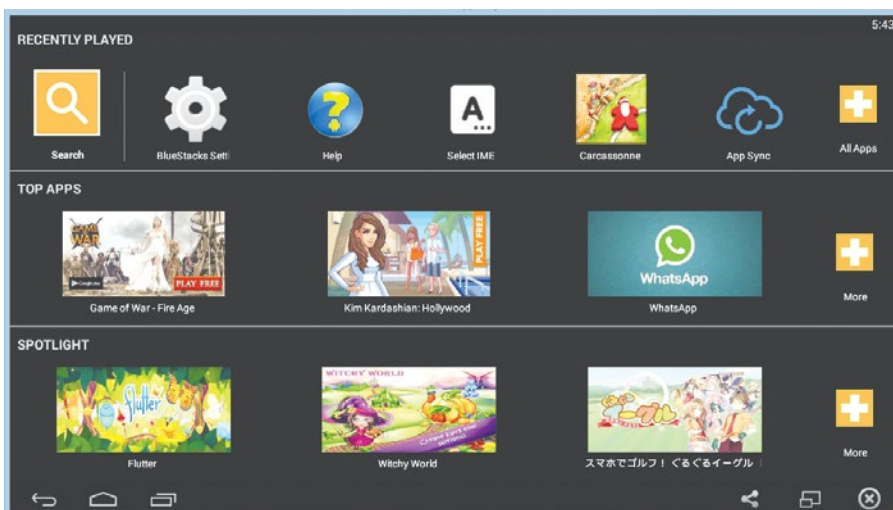 5:43
RECENTLY PLAYED
A
Search
BlueStacks Setti
Help
Select IME
Carcassonne
App Sync
All Apps
TOP APPS
GAME OF
WAR
Google play
PLAY FREE
PLAY FREE
WhatsApp
Game of War - Fire Age
Kim Kardashian: Hollywood
WhatsApp
More
SPOTLIGHT
flutter
WITCHY WORLD
Flutter
Witchy World
スマホでゴルフ！ ぐるぐるイーグル
More